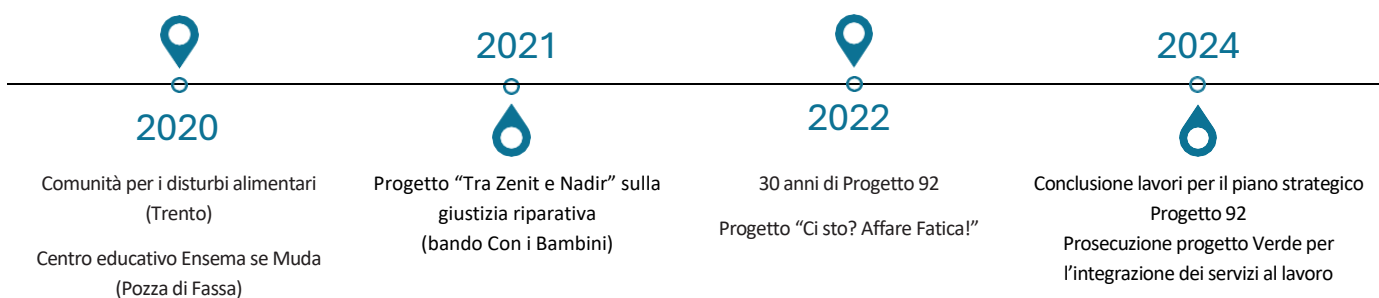 2020
Comunità per i disturbi alimentari
(Trento)
Centro educativo Ensema se Muda
(Pozza di Fassa)
2021
Progetto “Tra Zenit e Nadir” sulla
giustizia riparativa
(bando Con i Bambini)
2022
30 anni di Progetto 92
Progetto “Ci sto? Affare Fatica!”
2024
Conclusione lavori per il piano strategico
Progetto 92
Prosecuzione progetto Verde per
l’integrazione dei servizi al lavoro